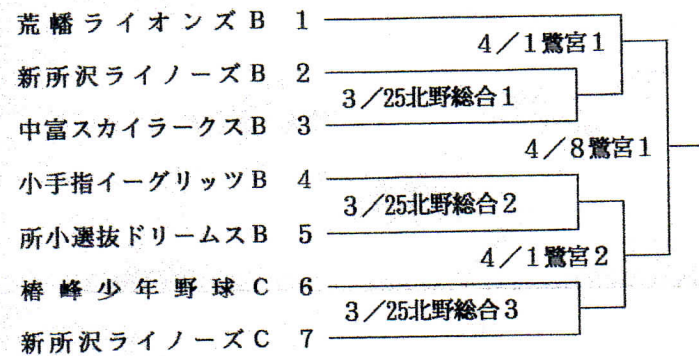 荒幡ライオンズB 1
4／1鷺宮1
新所沢ライノーズB 2
3／25北野総合1
中富スカイラークスB 3
4／8鷺宮1
小手指イーグリッツB 4
3／25北野総合2
所小選抜ドリームスB 5
4／1鷺宮2
椿峰少年野球C 6
3／25北野総合3
新所沢ライノーズC 7